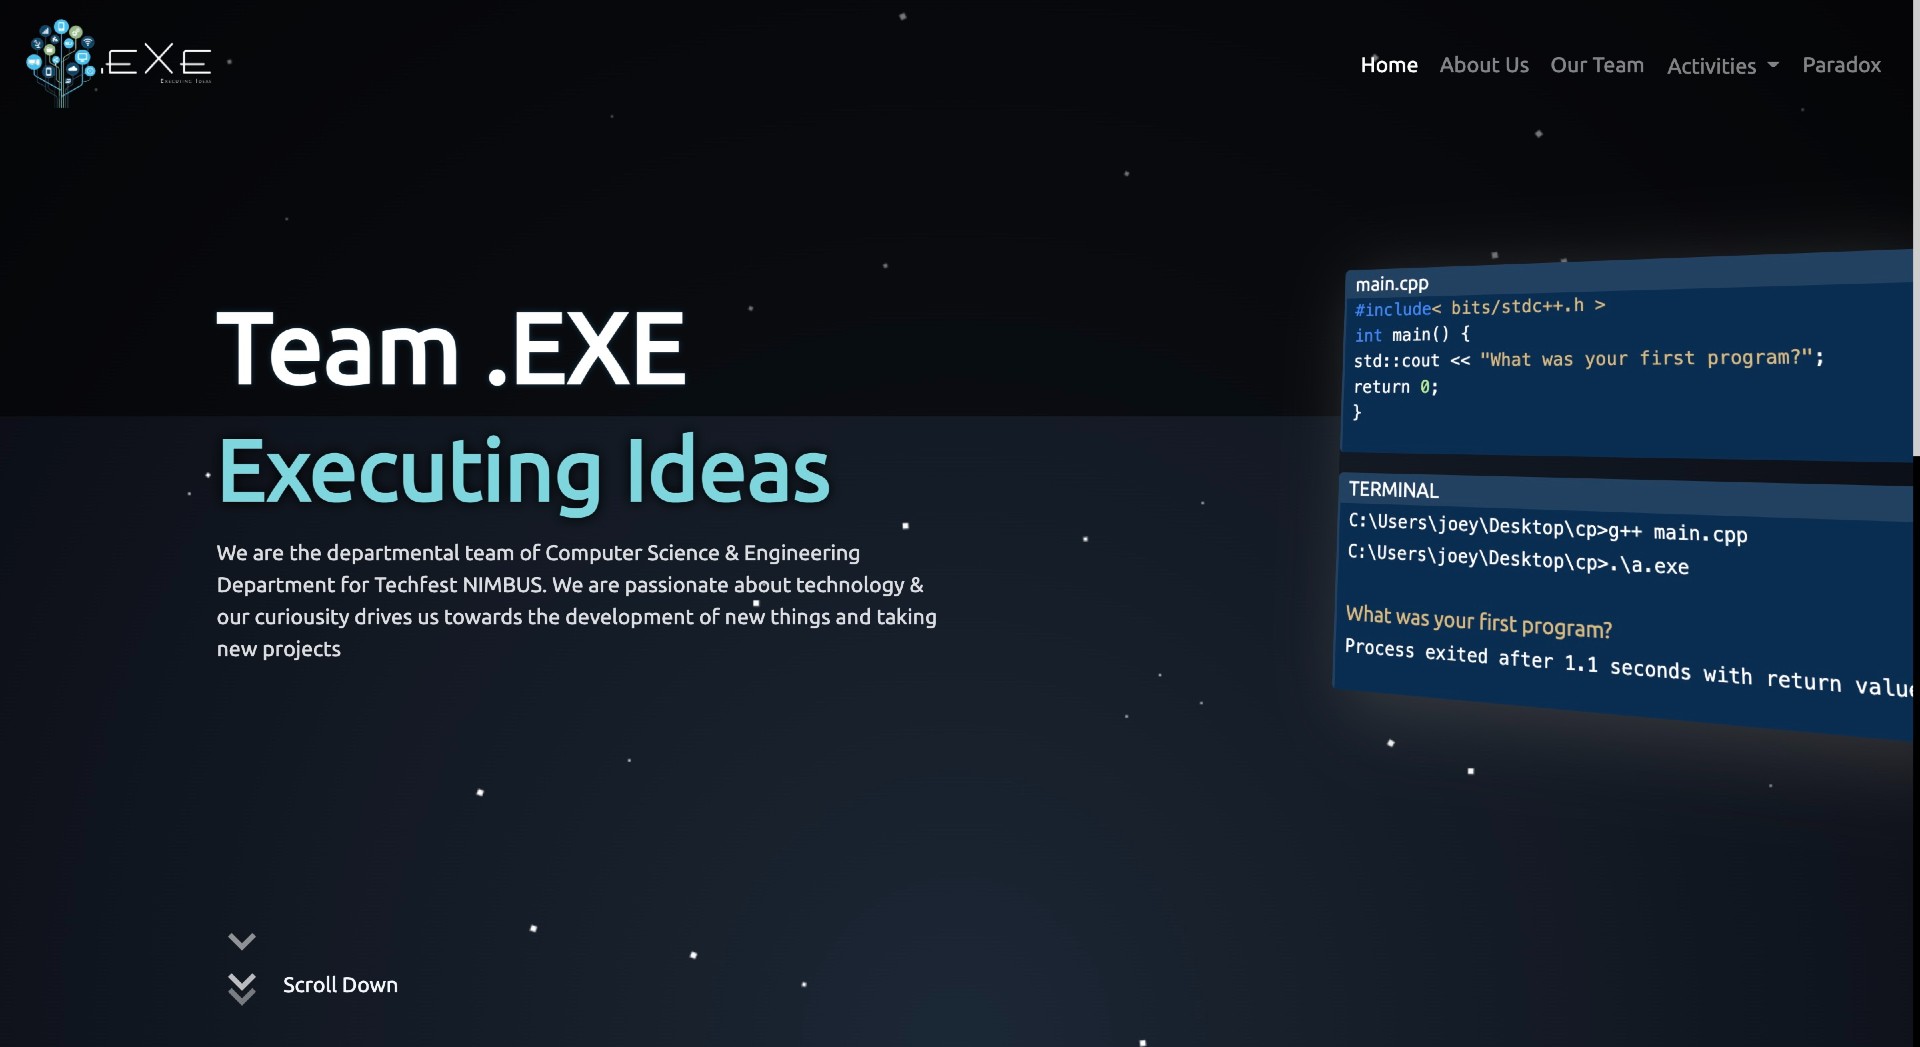 .EXE
Executing Ideas
Home About Us Our Team Activities Paradox
Team .EXE
Executing Ideas
We are the departmental team of Computer Science & Engineering
Department for Techfest NIMBUS. We are passionate about technology &
our curiousity drives us towards the development of new things and taking
new projects
main.cpp
#include< bits/stdc++.h >
int main() {
std::cout << "What was your first program?";
return 0;
}
TERMINAL
C:\Users\joey\Desktop\cp>g++ main.cpp
C:\Users\joey\Desktop\cp>.\a.exe
What was your first program?
Process exited after 1.1 seconds with return value
Scroll Down